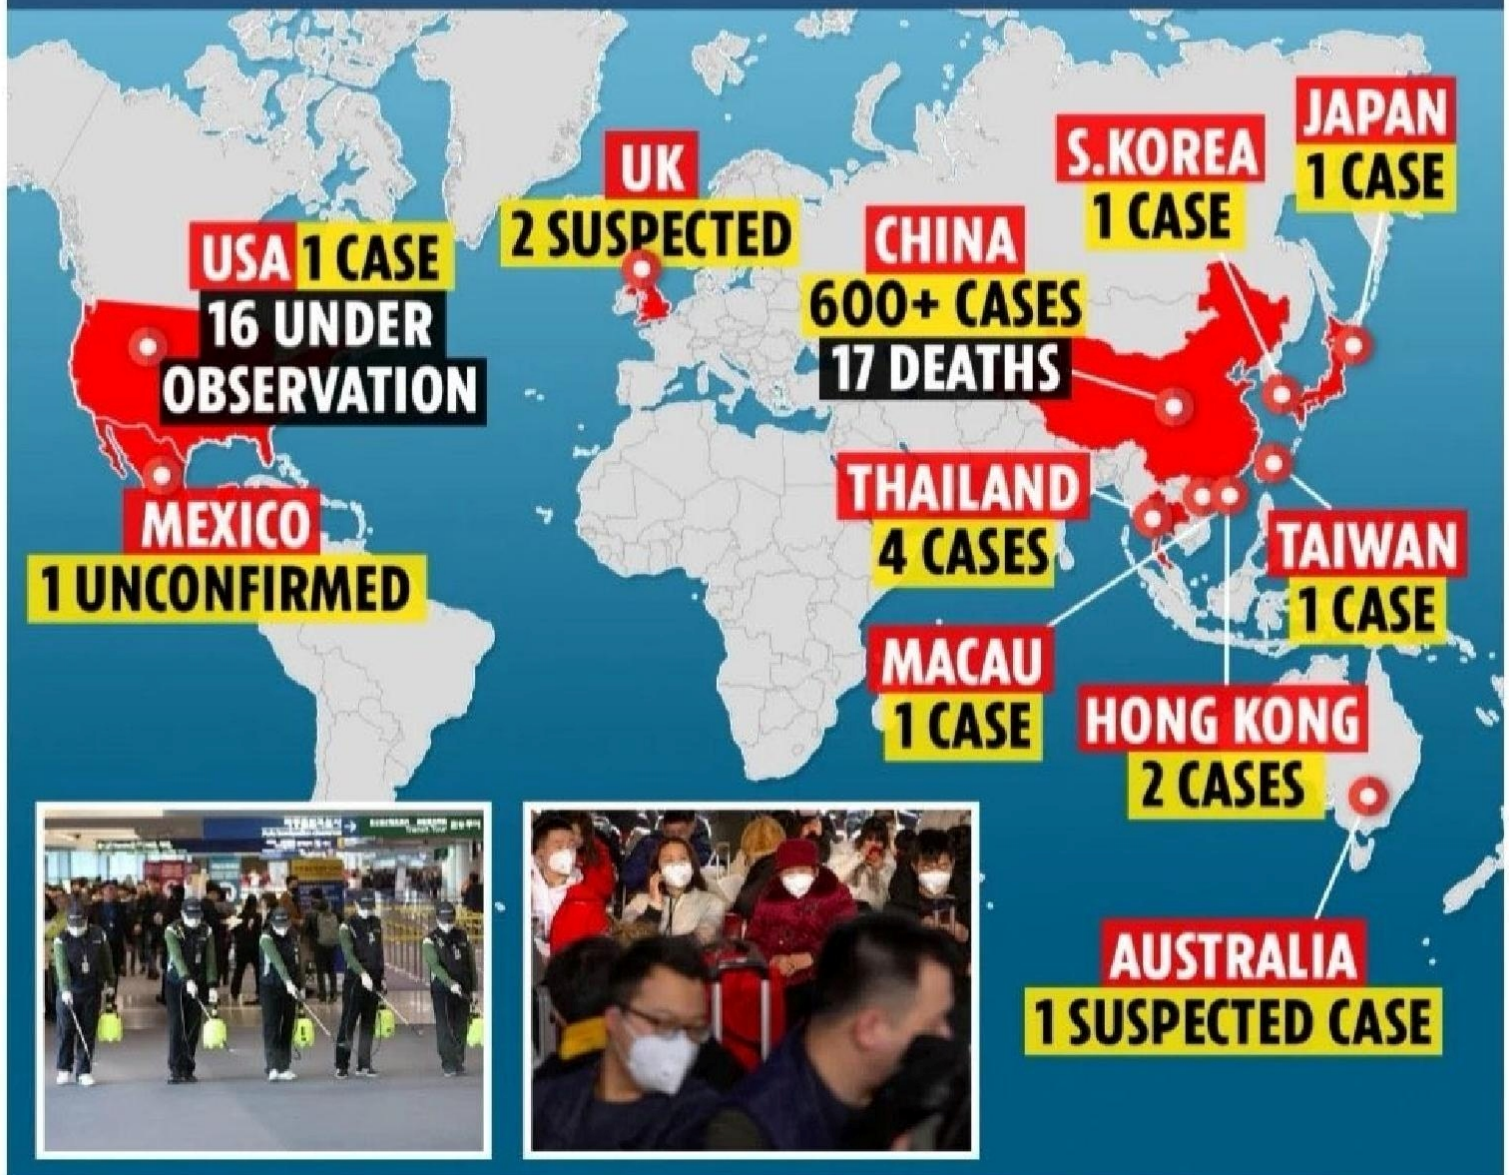 JAPAN
1 CASE
S.KOREA
1 CASE
UK
2 SUSPECTED
CHINA
600+ CASES
17 DEATHS
USA 1 CASE
16 UNDER
OBSERVATION
MEXICO
1 UNCONFIRMED
THAILAND
4 CASES
TAIWAN
1 CASE
MACAU
1 CASE
HONG KONG
2 CASES
AUSTRALIA
1 SUSPECTED CASE